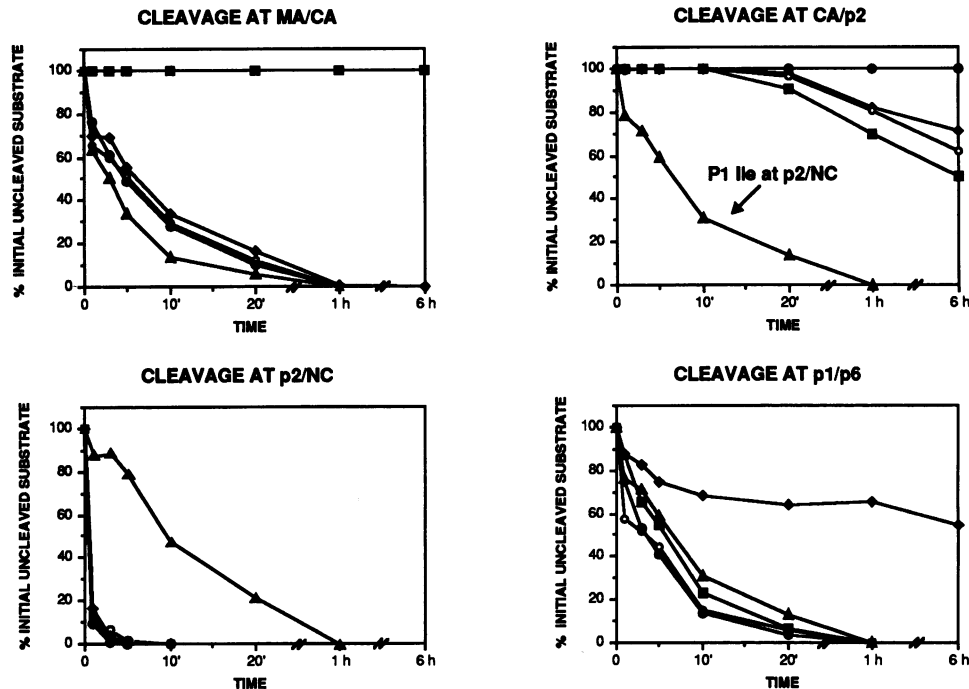 CLEAVAGE AT MA/CA
% INITIAL UNCLEAVED SUBSTRATE
100
80
60
40
20
0
0
10'
20'
1 h
6 h
TIME
CLEAVAGE AT CA/p2
% INITIAL UNCLEAVED SUBSTRATE
100
80
60
40
20
0
P1 Ile at p2/NC
0
10'
20'
1 h
6 h
TIME
CLEAVAGE AT p2/NC
% INITIAL UNCLEAVED SUBSTRATE
100
80
60
40
20
0
0
10'
20'
1 h
6 h
TIME
CLEAVAGE AT p1/p6
% INITIAL UNCLEAVED SUBSTRATE
100
80
60
40
20
0
0
10'
20'
1 h
6 h
TIME